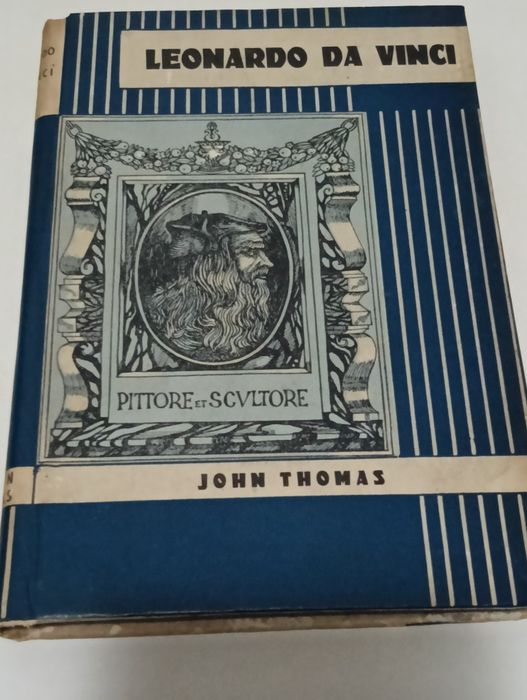 LEONARDO DA VINCI
PITTORE ET SCVLTORE
JOHN THOMAS